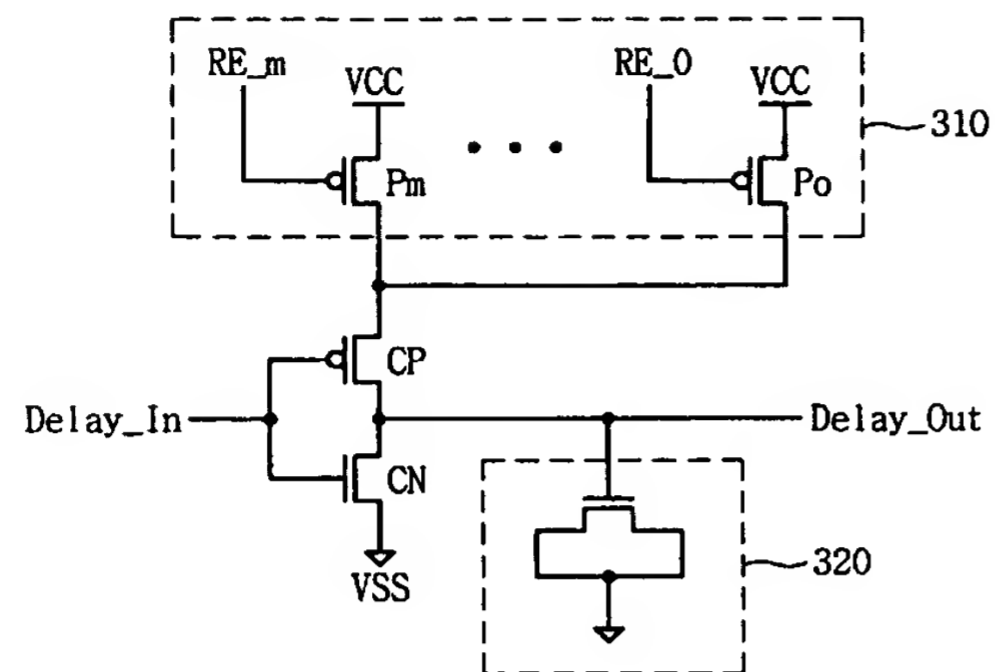 RE_m
VCC
RE_0
VCC
310
Pm
Po
CP
Delay_In
Delay_Out
CN
VSS
320